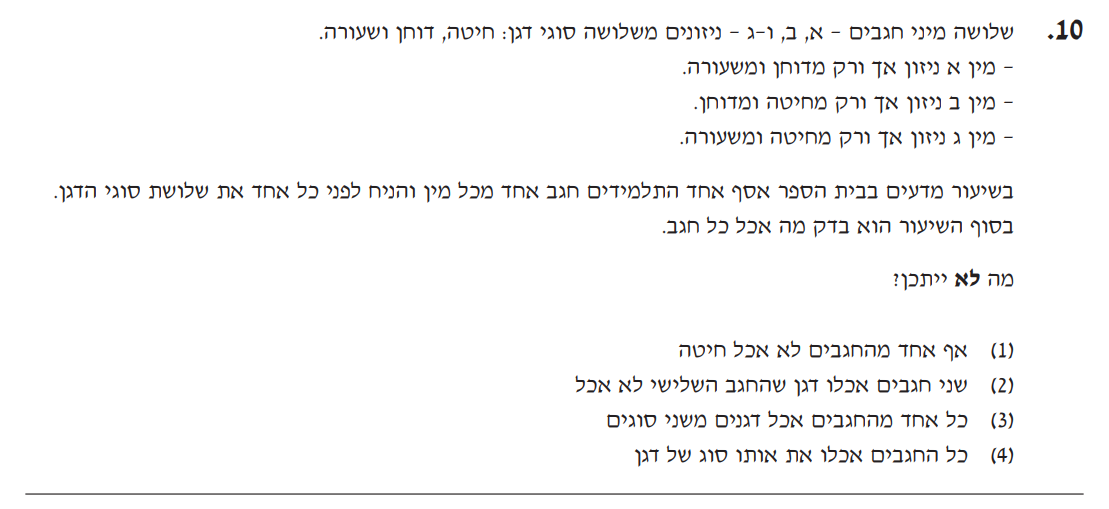 10. שלושה מיני חגבים – א, ב, ו-ג – ניזונים משלושה סוגי דגן: חיטה, דוחן ושעורה.
– מין א ניזון אך ורק מדוחן ומשעורה.
– מין ב ניזון אך ורק מחיטה ומדוחן.
– מין ג ניזון אך ורק מחיטה ומשעורה.
בשיעור מדעים בבית הספר אסף אחד התלמידים חגב אחד מכל מין והניח לפני כל אחד את שלושת סוגי הדגן.
בסוף השיעור הוא בדק מה אכל כל חגב.
מה לא ייתכן?
(1) אף אחד מהחגבים לא אכל חיטה
(2) שני חגבים אכלו דגן שהחגב השלישי לא אכל
(3) כל אחד מהחגבים אכל דגנים משני סוגים
(4) כל החגבים אכלו את אותו סוג של דגן